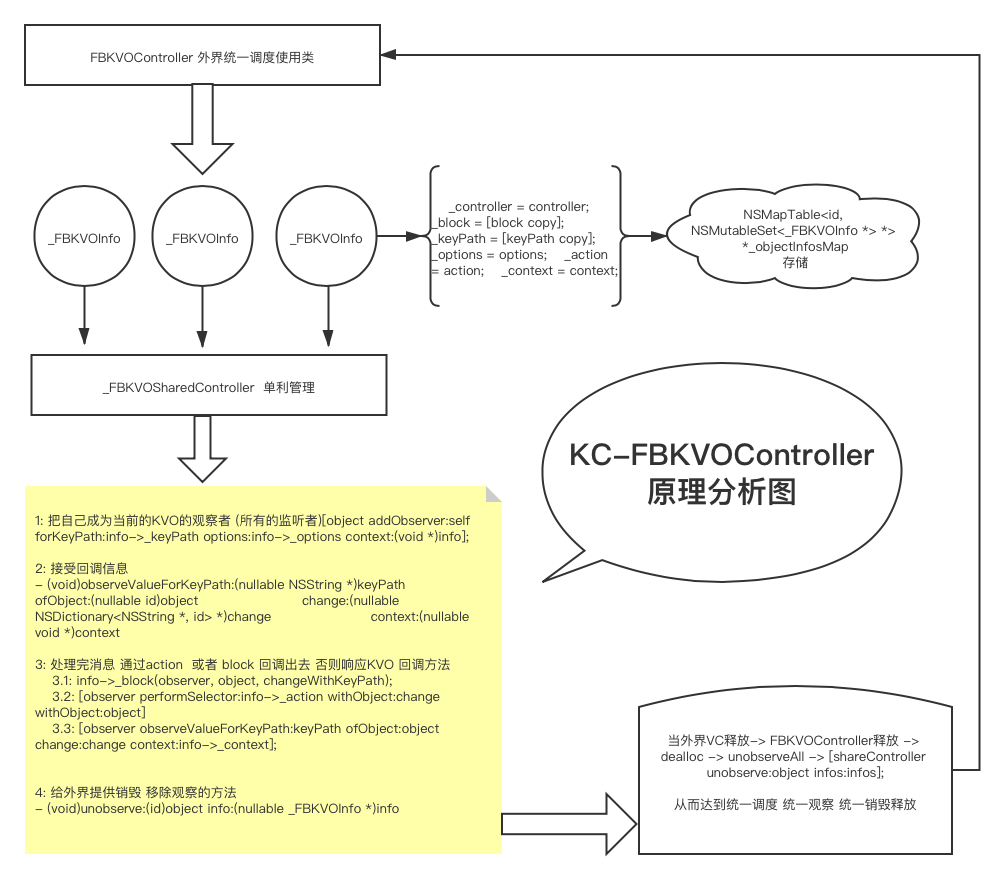 FBKVOController 外界统一调度使用类
_FBKVOInfo
_FBKVOInfo
_FBKVOInfo
_controller = controller;
_block = [block copy];
_keyPath = [keyPath copy];
_options = options; _action
= action; _context = context;
NSMapTable<id,
NSMutableSet<_FBKVOInfo *> *>
*_objectInfosMap
存储
_FBKVOSharedController 单利管理
KC-FBKVOController
原理分析图
1: 把自己成为当前的KVO的观察者 (所有的监听者)[object addObserver:self
forKeyPath:info->_keyPath options:info->_options context:(void *)info];
2: 接受回调信息
- (void)observeValueForKeyPath:(nullable NSString *)keyPath
ofObject:(nullable id)object change:(nullable
NSDictionary<NSString *, id> *)change context:(nullable
void *)context
3: 处理完消息 通过action 或者 block 回调出去 否则响应KVO 回调方法
3.1: info->_block(observer, object, changeWithKeyPath);
3.2: [observer performSelector:info->_action withObject:change
withObject:object]
3.3: [observer observeValueForKeyPath:keyPath ofObject:object
change:change context:info->_context];
4: 给外界提供销毁 移除观察的方法
- (void)unobserve:(id)object info:(nullable _FBKVOInfo *)info
当外界VC释放-> FBKVOController释放 ->
dealloc -> unobserveAll -> [shareController
unobserve:object infos:infos];
从而达到统一调度 统一观察 统一销毁释放